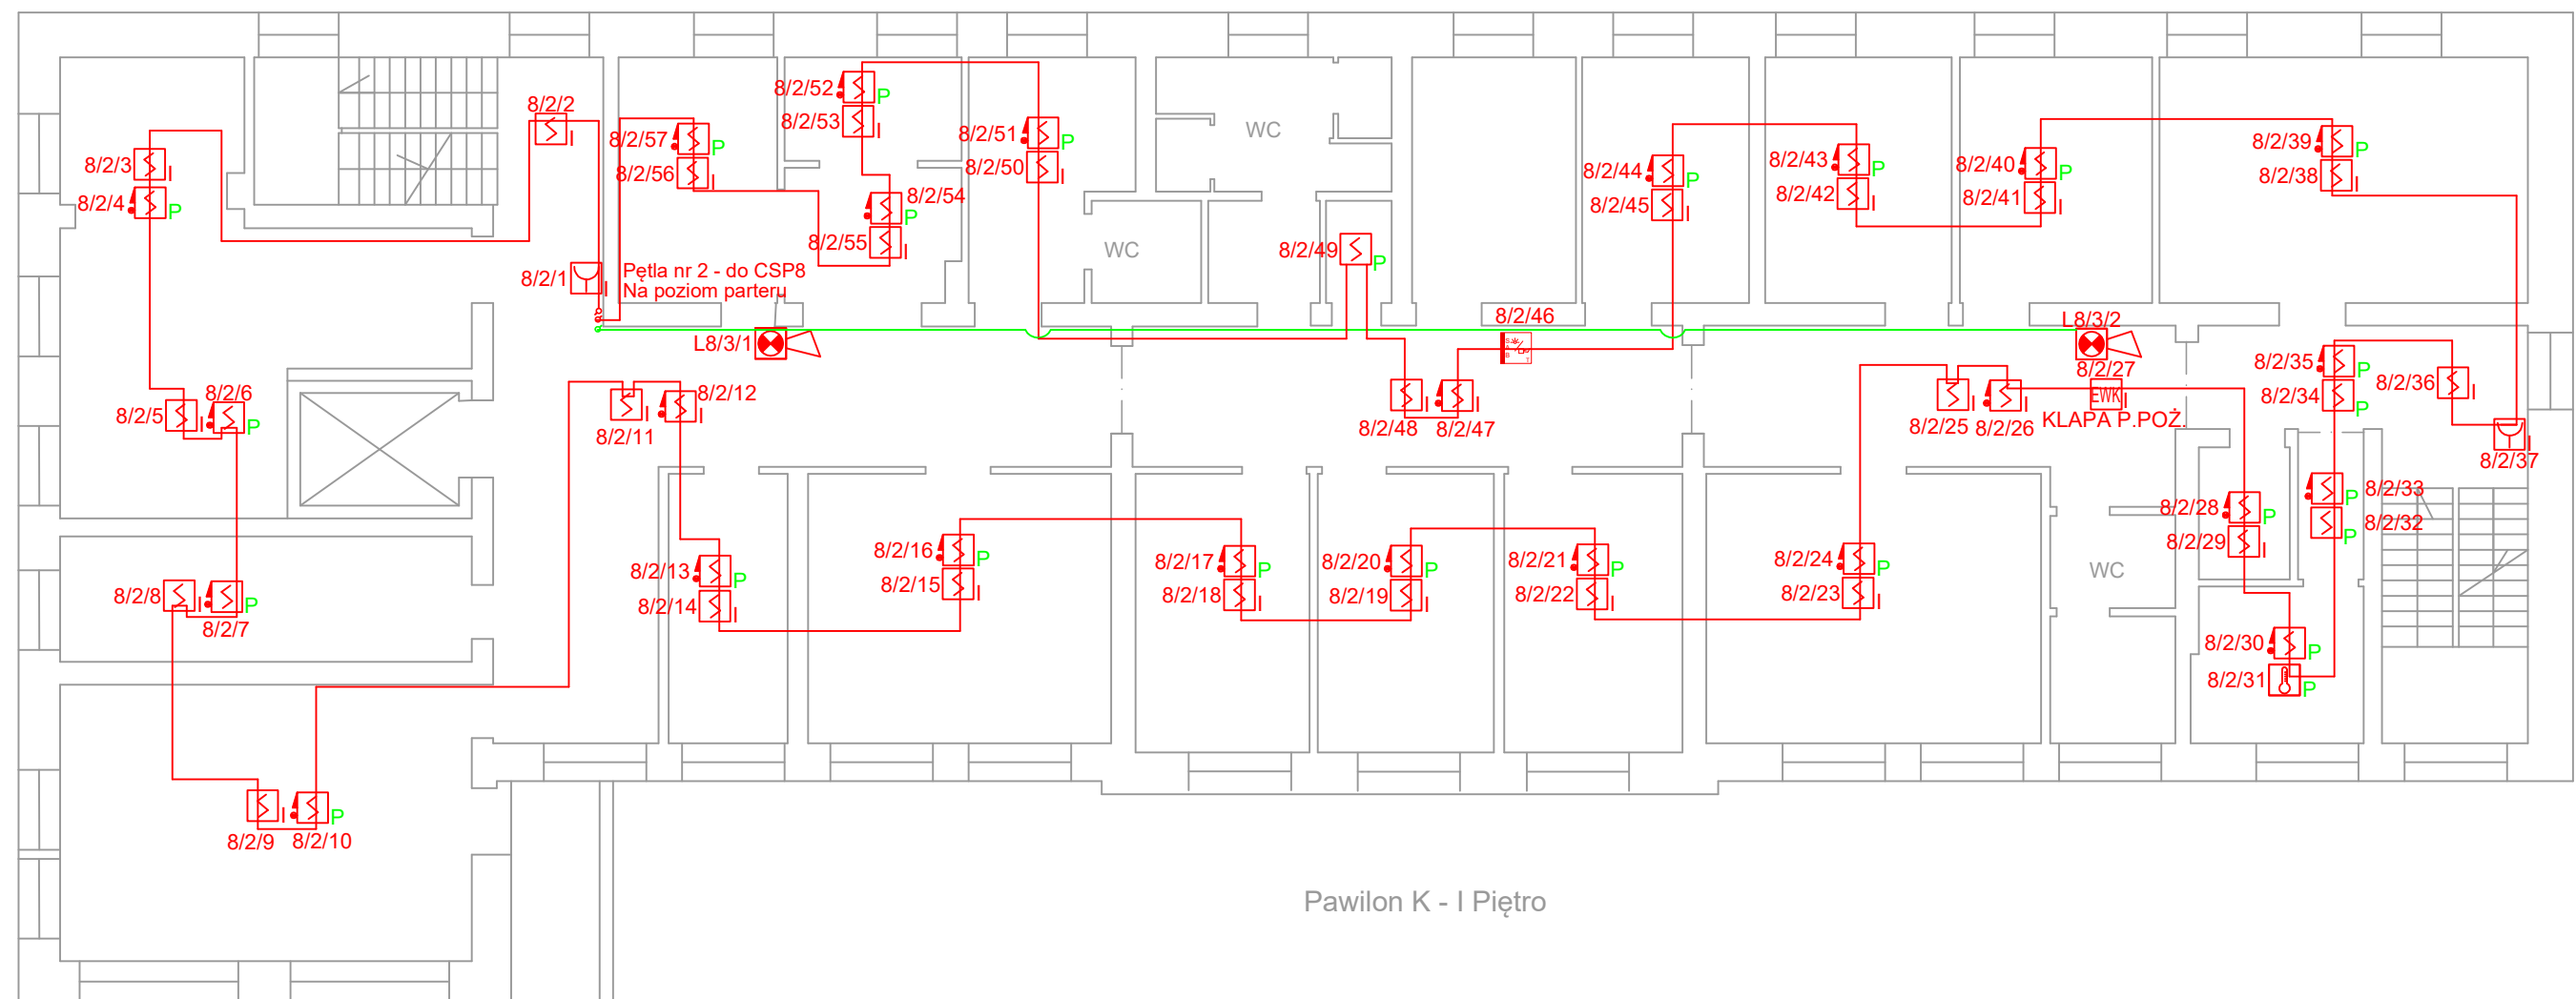 8/2/2
8/2/52
P
8/2/53
I
8/2/57
P
8/2/56
I
8/2/51
P
8/2/50
I
WC
8/2/3
I
8/2/4
P
I
8/2/54
P
8/2/55
I
WC
8/2/49
P
8/2/44
P
8/2/45
I
8/2/43
P
8/2/42
I
8/2/40
P
8/2/41
I
8/2/39
P
8/2/38
I
8/2/1
I
Pętla nr 2 - do CSP8
Na poziom parteru
L8/3/1
8/2/46
L8/3/2
8/2/27
EWK
I
KLAPA P.POŻ.
8/2/5
I
8/2/6
P
8/2/11
I
8/2/12
I
8/2/48
I
8/2/47
I
8/2/25
I
8/2/26
I
8/2/35
P
8/2/34
P
8/2/36
I
8/2/37
I
8/2/33
P
8/2/32
P
8/2/28
P
8/2/29
I
8/2/8
I
8/2/7
P
8/2/13
P
8/2/14
I
8/2/16
P
8/2/15
I
8/2/17
P
8/2/18
I
8/2/20
P
8/2/19
I
8/2/21
P
8/2/22
I
8/2/24
P
8/2/23
I
WC
8/2/30
P
8/2/31
P
8/2/9
I
8/2/10
P
Pawilon K - I Piętro